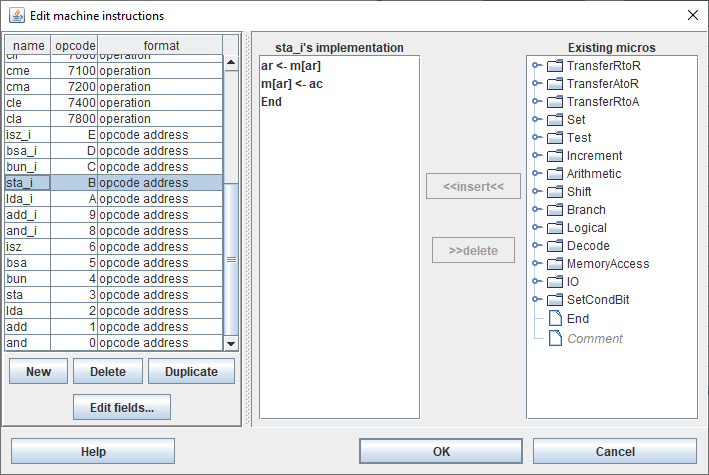 Edit machine instructions
name opcode format
clf 7080 operation
cme 7100 operation
cma 7200 operation
cle 7400 operation
cla 7800 operation
isz_i E opcode address
bsa_i D opcode address
bun_i C opcode address
sta_i B opcode address
lda_i A opcode address
add_i 9 opcode address
and_i 8 opcode address
isz 6 opcode address
bsa 5 opcode address
bun 4 opcode address
sta 3 opcode address
lda 2 opcode address
add 1 opcode address
and 0 opcode address
New Delete Duplicate
Edit fields...
sta_i's implementation
ar <- m[ar]
m[ar] <- ac
End
<<insert<<
>>delete
Existing micros
TransferRtoR
TransferAtoR
TransferRtoA
Set
Test
Increment
Arithmetic
Shift
Branch
Logical
Decode
MemoryAccess
IO
SetCondBit
End
Comment
Help OK Cancel